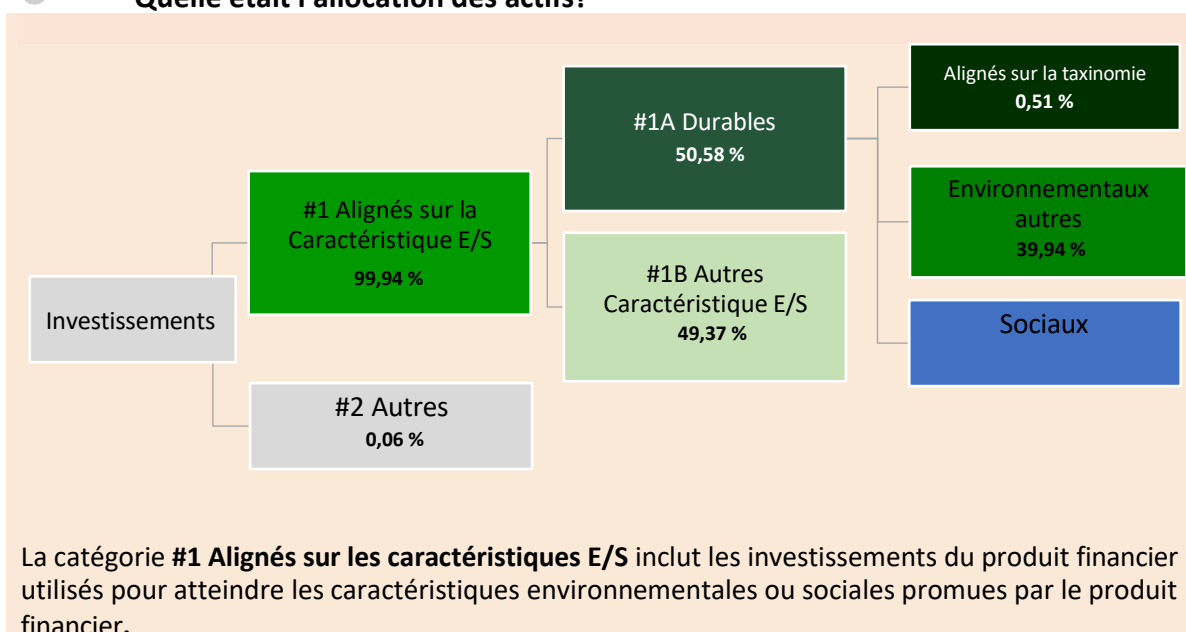 Quelle était l'allocation des actifs?
Alignés sur la taxinomie
0,51 %
#1A Durables
50,58 %
Environnementaux
autres
39,94 %
#1 Alignés sur la
Caractéristique E/S
99,94 %
#1B Autres
Caractéristique E/S
49,37 %
Investissements
Sociaux
#2 Autres
0,06 %
La catégorie #1 Alignés sur les caractéristiques E/S inclut les investissements du produit financier
utilisés pour atteindre les caractéristiques environnementales ou sociales promues par le produit
financier.